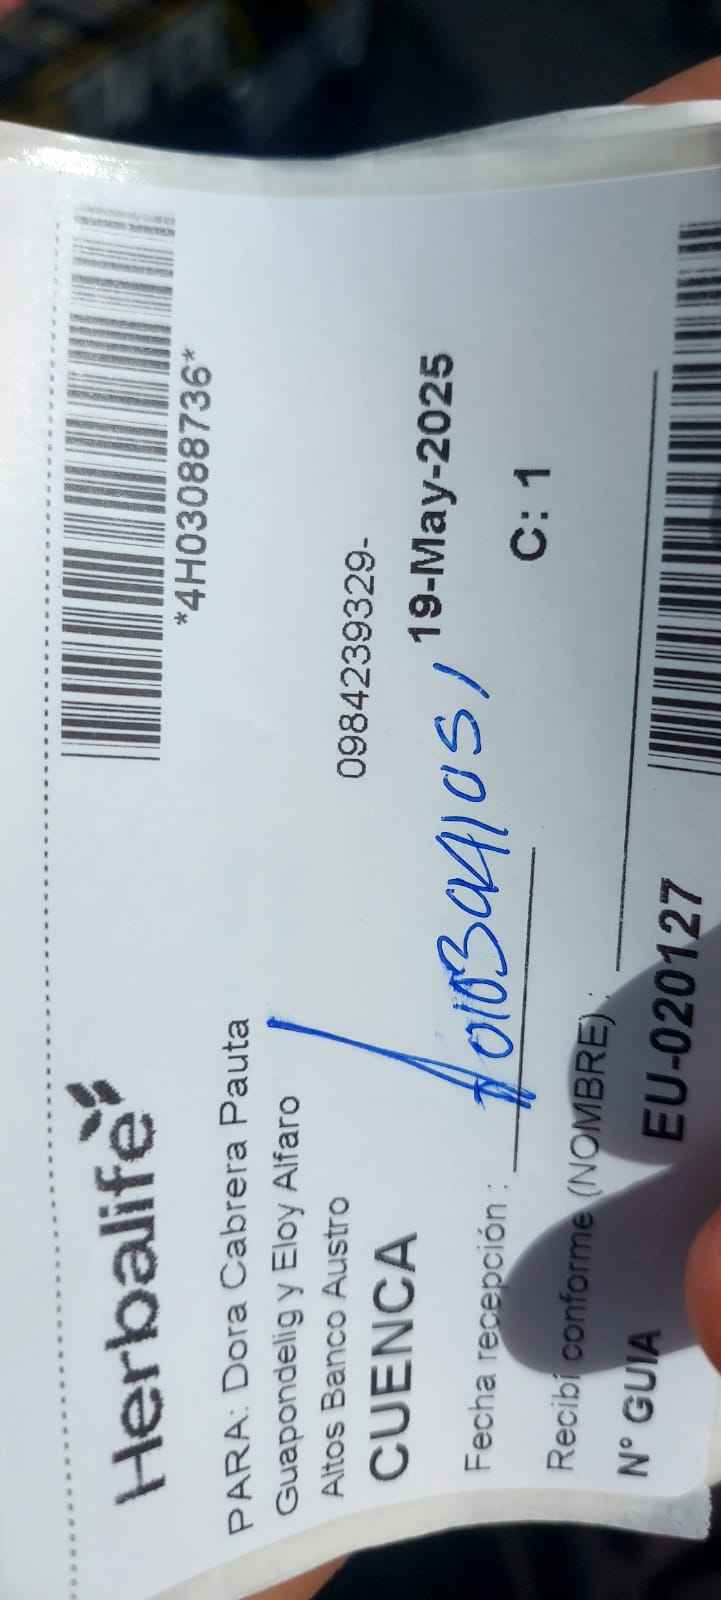 *4H03088736*
Herbalife
PARA: Dora Cabrera Pauta
Guapondelig y Eloy Alfaro
Altos Banco Austro
0984239329-
CUENCA
19-May-2025
Fecha recepción :
C: 1
Recibí conforme (NOMBRE) :
N° GUIA EU-020127